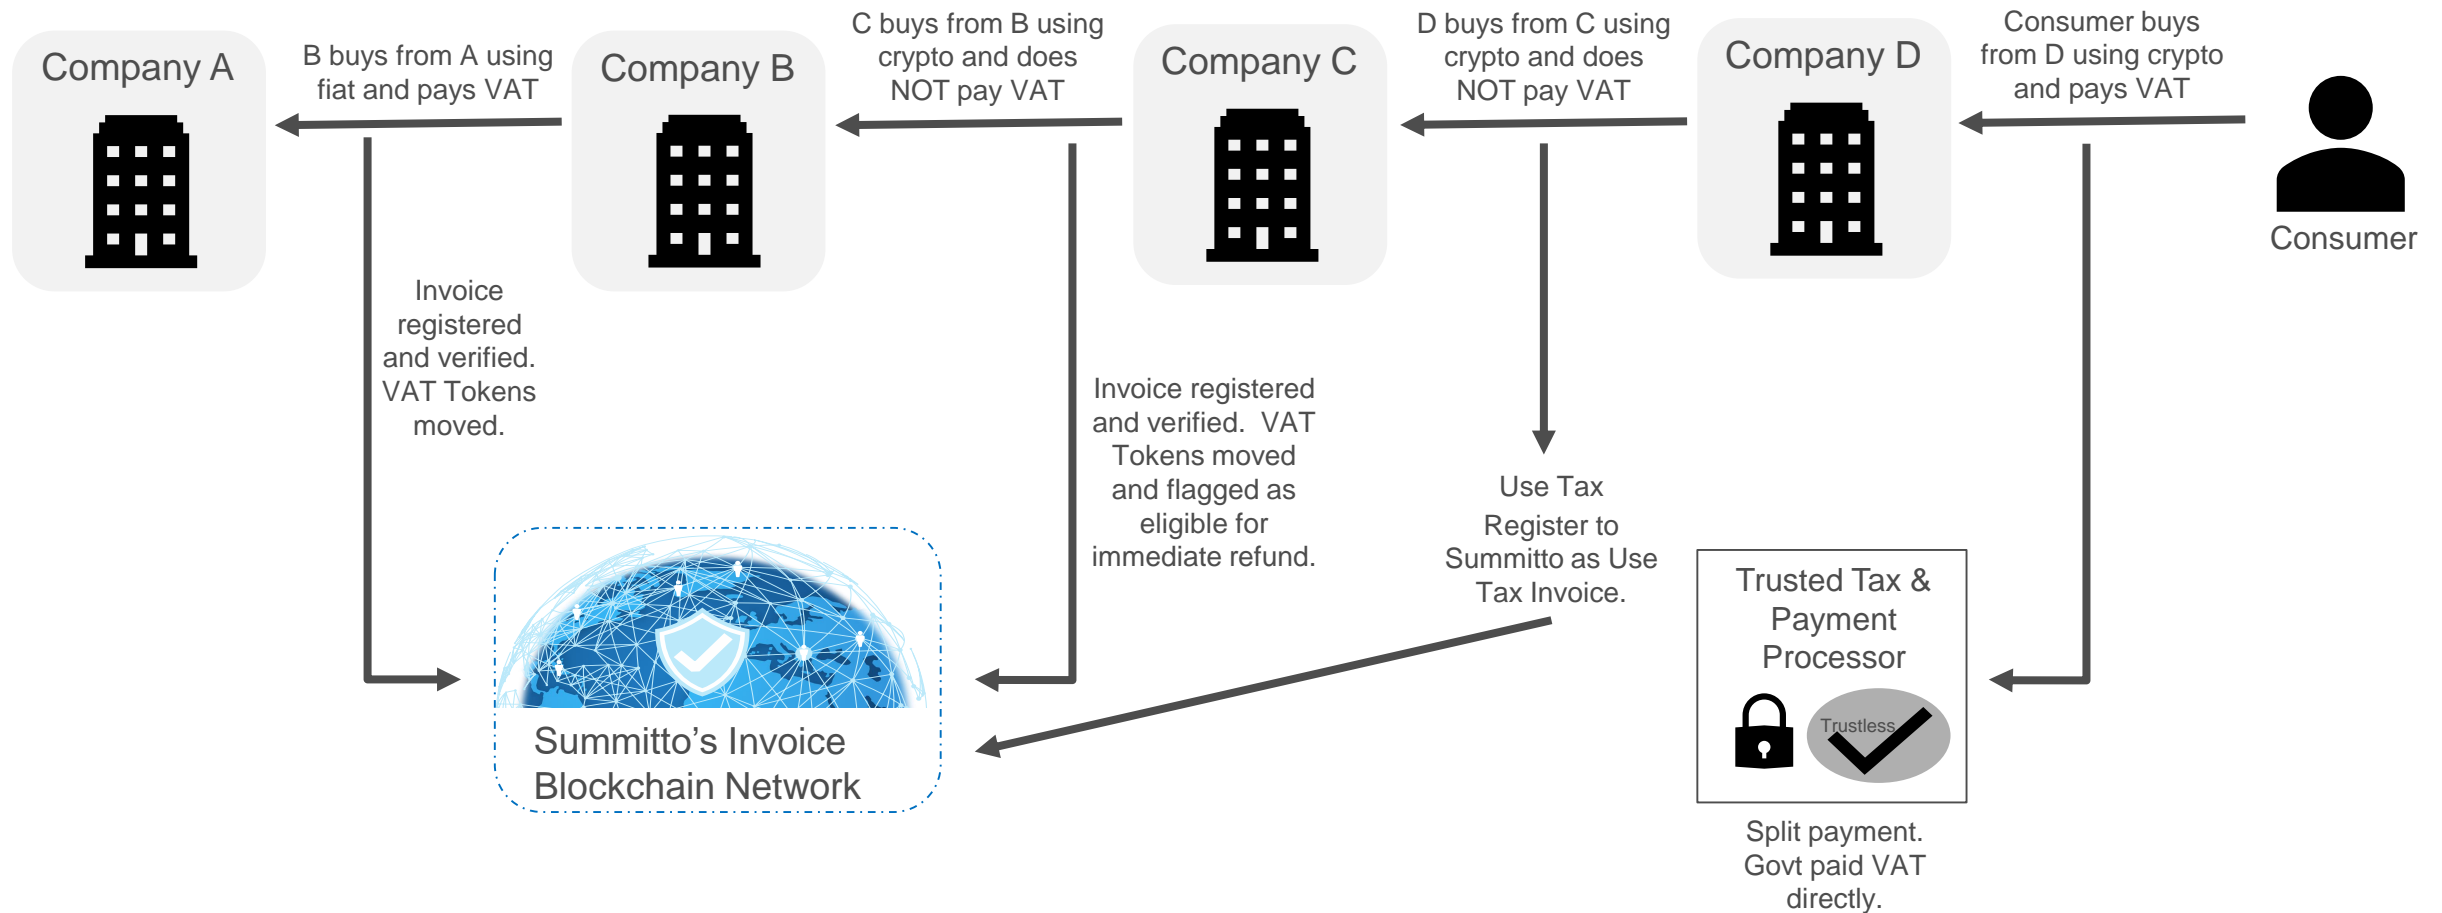 Company A
B buys from A using
fiat and pays VAT
Company B
C buys from B using
crypto and does
NOT pay VAT
Company C
D buys from C using
crypto and does
NOT pay VAT
Company D
Consumer buys
from D using crypto
and pays VAT
Consumer
Invoice
registered
and verified.
VAT Tokens
moved.
Invoice registered
and verified.  VAT
Tokens moved
and flagged as
eligible for
immediate refund.
Use Tax
Register to
Summitto as Use
Tax Invoice.
Summitto’s Invoice
Blockchain Network
Trusted Tax &
Payment
Processor
Trustless
Split payment.
Govt paid VAT
directly.